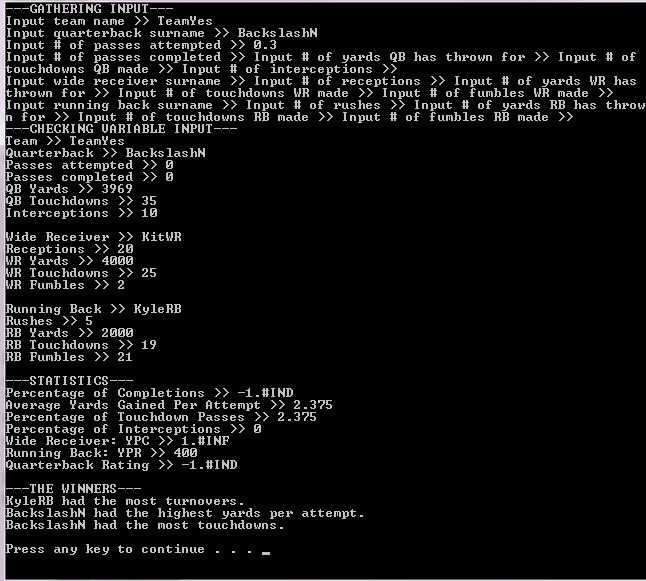 ---GATHERING INPUT---
Input team name >> TeamYes
Input quarterback surname >> BackslashN
Input # of passes attempted >> 0.3
Input # of passes completed >> Input # of yards QB has thrown for >> Input # of
touchdowns QB made >> Input # of interceptions >>
Input wide receiver surname >> Input # of receptions >> Input # of yards WR has
thrown for >> Input # of touchdowns WR made >> Input # of fumbles WR made >>
Input running back surname >> Input # of rushes >> Input # of yards RB has throw
n for >> Input # of touchdowns RB made >> Input # of fumbles RB made >>
---CHECKING VARIABLE INPUT---
Team >> TeamYes
Quarterback >> BackslashN
Passes attempted >> 0
Passes completed >> 0
QB Yards >> 3969
QB Touchdowns >> 35
Interceptions >> 10
Wide Receiver >> KitWR
Receptions >> 20
WR Yards >> 4000
WR Touchdowns >> 25
WR Fumbles >> 2
Running Back >> KyleRB
Rushes >> 5
RB Yards >> 2000
RB Touchdowns >> 19
RB Fumbles >> 21
---STATISTICS---
Percentage of Completions >> -1.#IND
Average Yards Gained Per Attempt >> 2.375
Percentage of Touchdown Passes >> 2.375
Percentage of Interceptions >> 0
Wide Receiver: YPC >> 1.#INF
Running Back: YPR >> 400
Quarterback Rating >> -1.#IND
---THE WINNERS---
KyleRB had the most turnovers.
BackslashN had the highest yards per attempt.
BackslashN had the most touchdowns.
Press any key to continue . . . _